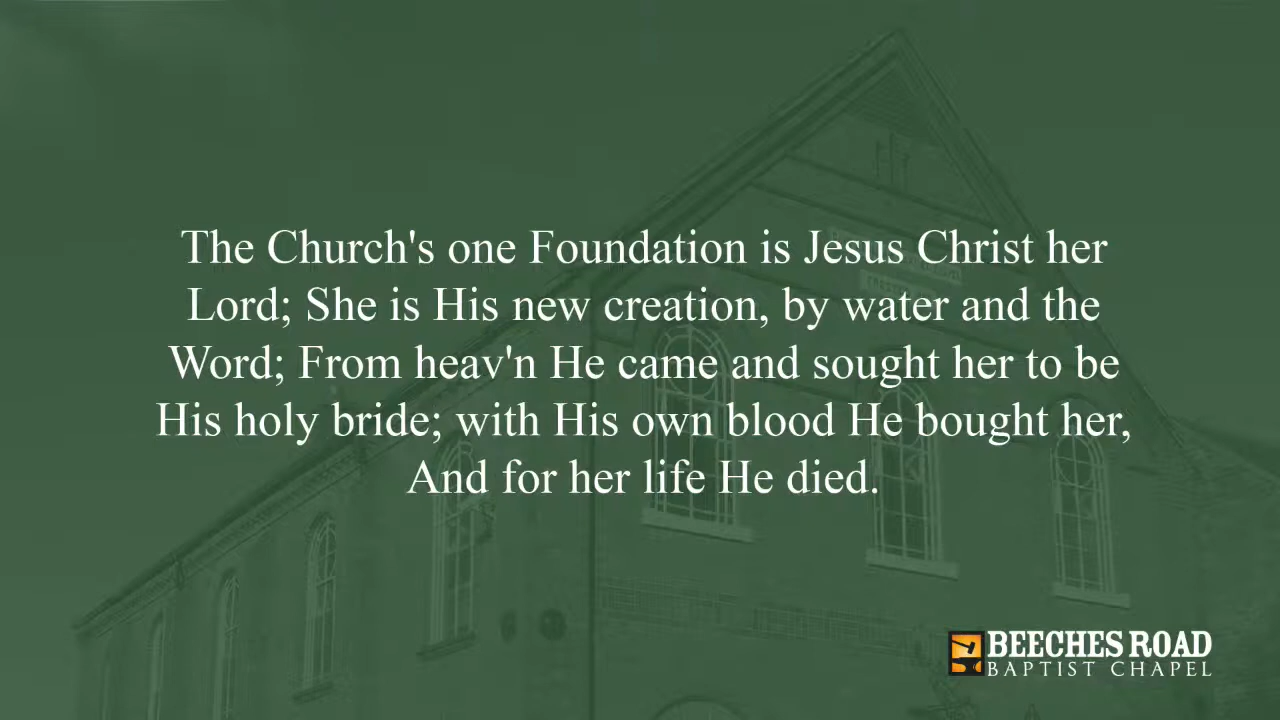 The Church's one Foundation is Jesus Christ her
Lord; She is His new creation, by water and the
Word; From heav'n He came and sought her to be
His holy bride; with His own blood He bought her,
And for her life He died.
BEECHES ROAD
BAPTIST CHAPEL